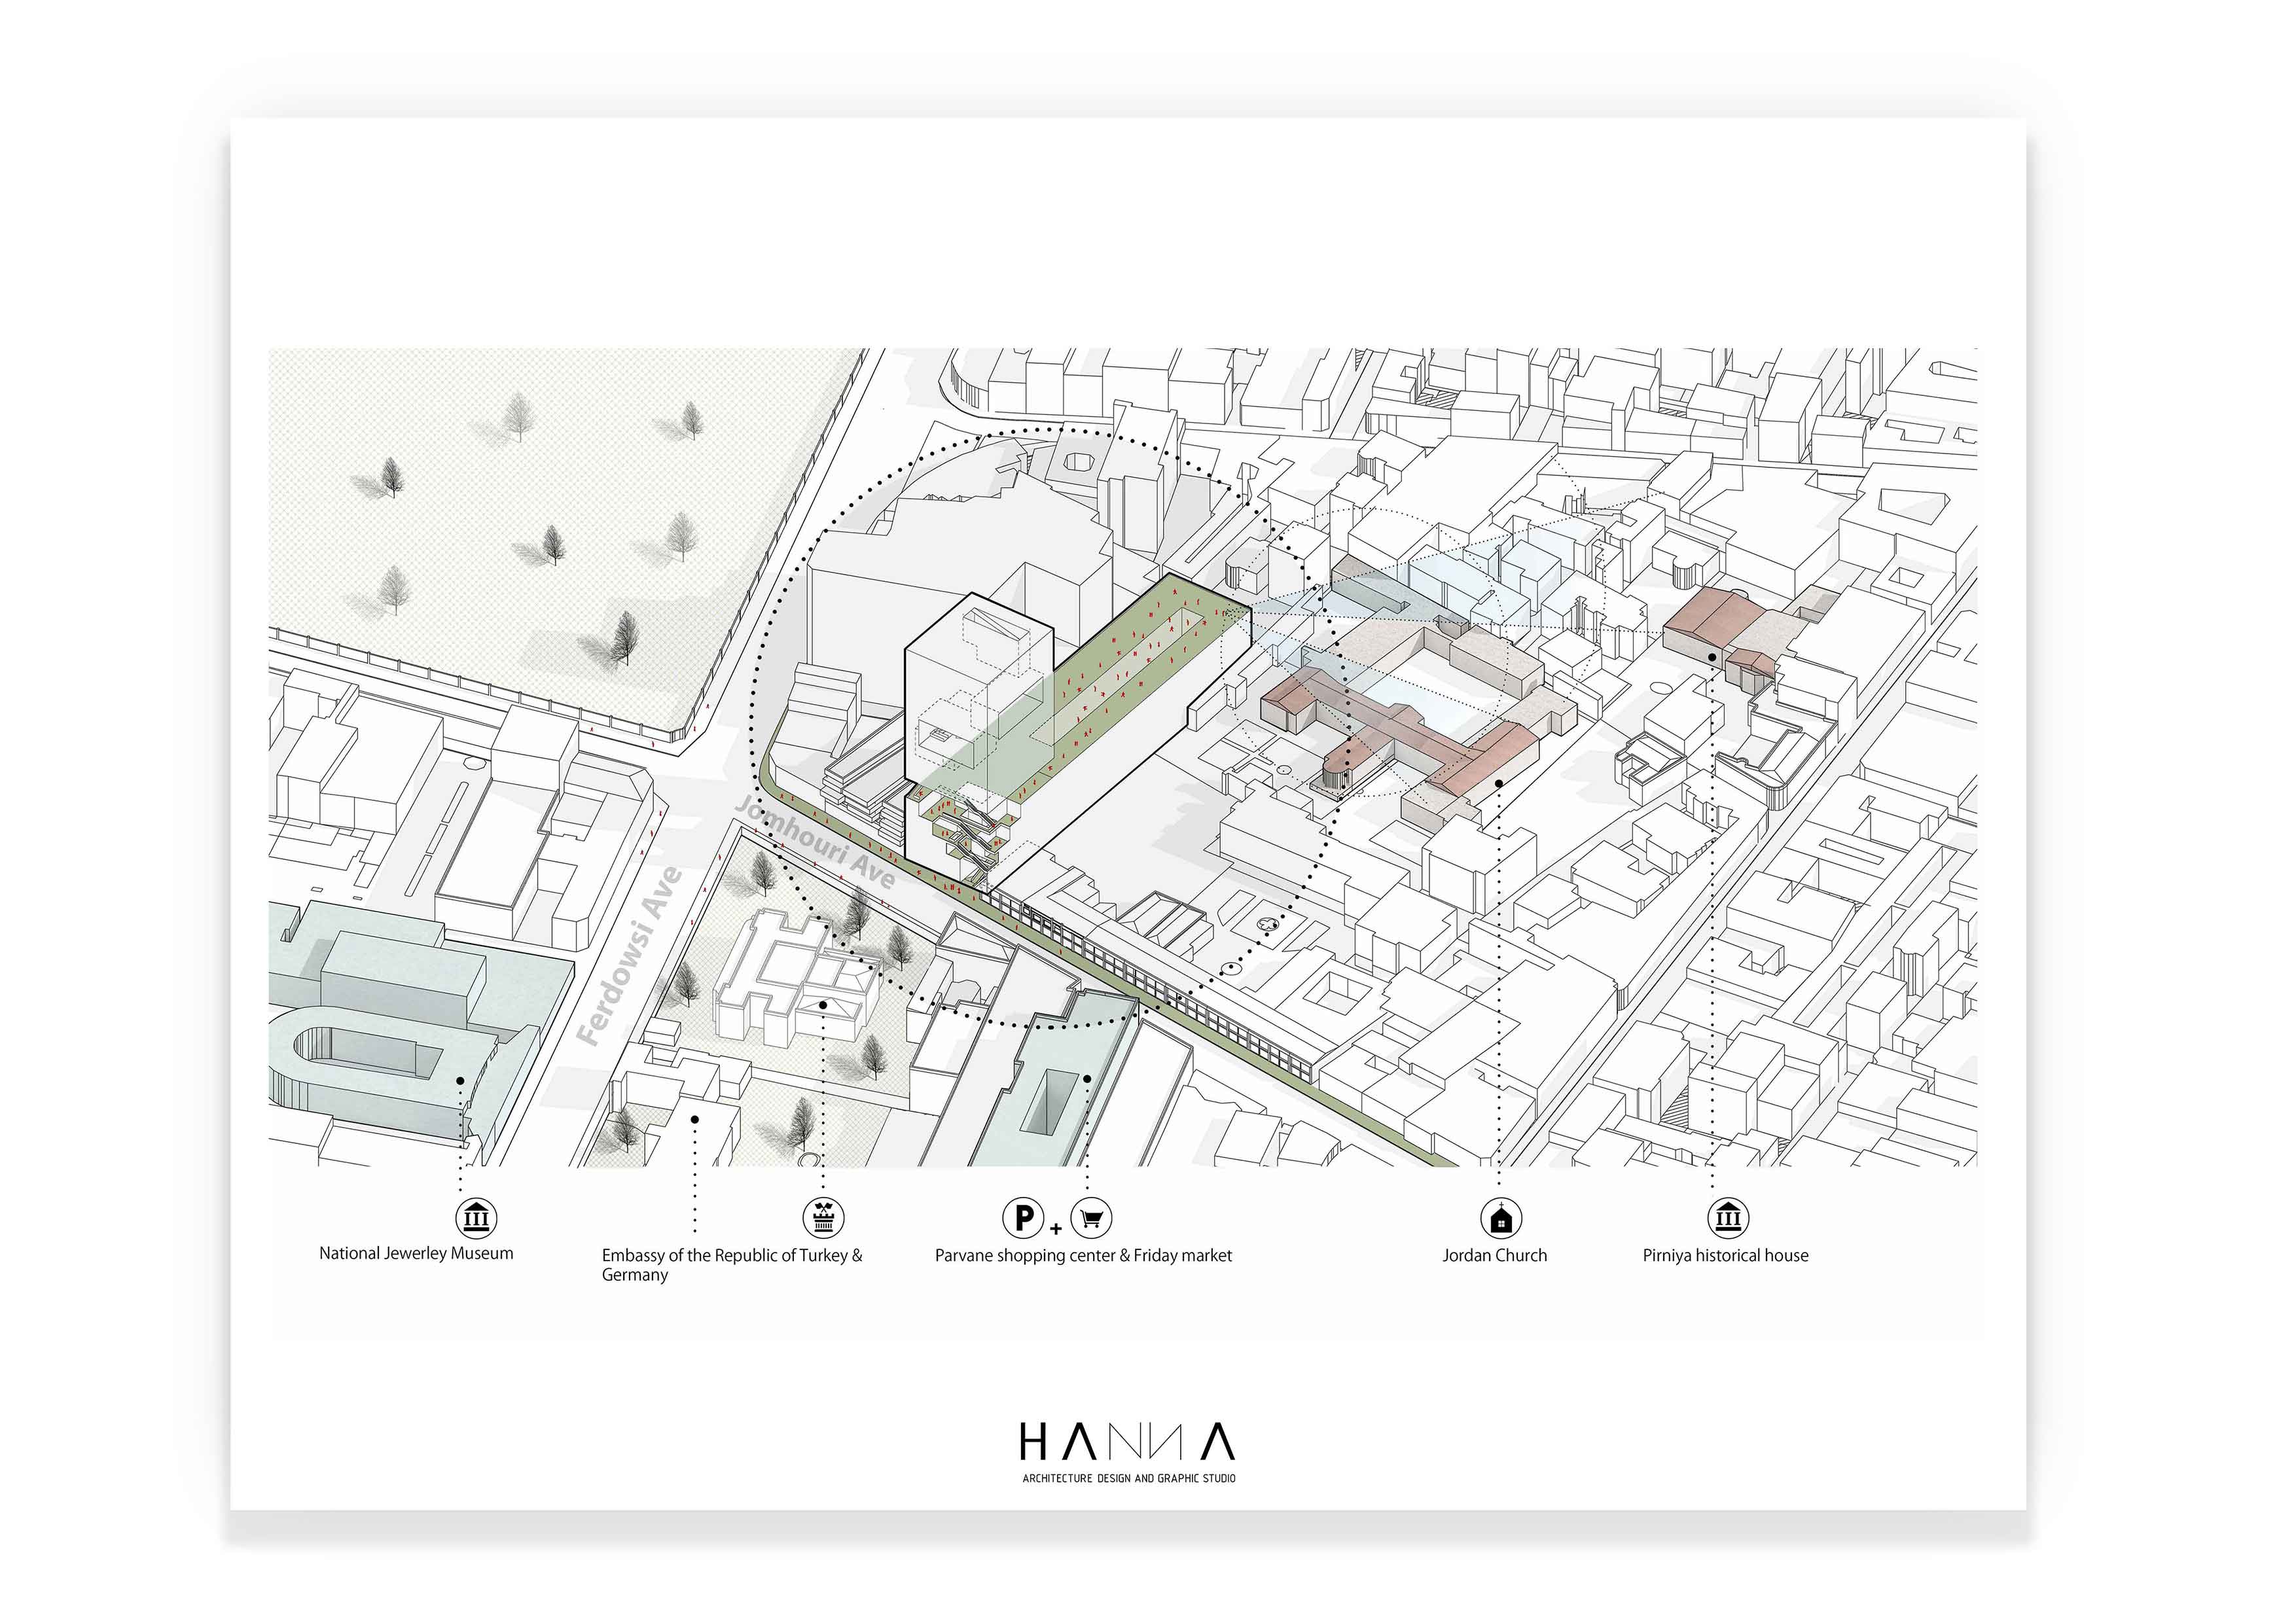 Jomhouri Ave
Ferdowsi Ave
P
+
National Jewerley Museum
Embassy of the Republic of Turkey &
Germany
Parvane shopping center & Friday market
Jordan Church
Pirniya historical house
HANNA
ARCHITECTURE DESIGN AND GRAPHIC STUDIO